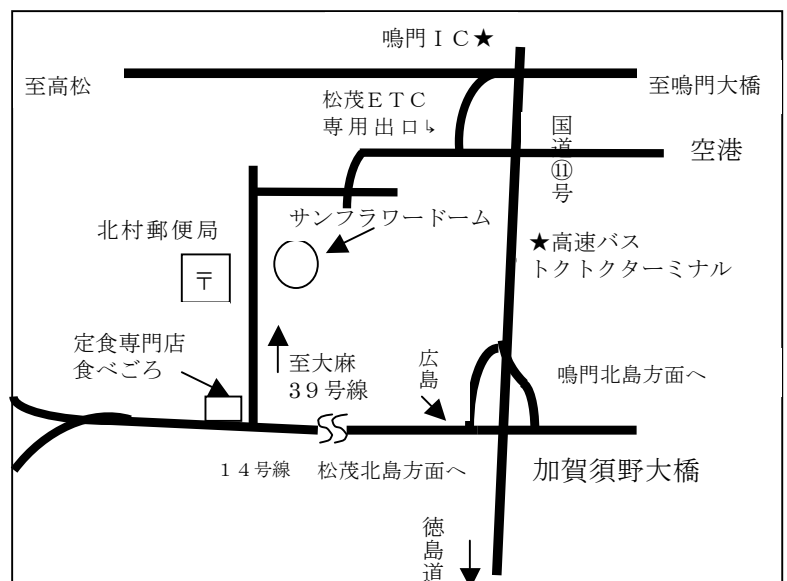 鳴門ＩＣ★
至高松
至鳴門大橋
松茂ＥＴＣ
専用出口↳
国道⑪号
空港
北村郵便局
サンフラワードーム
〒
★高速バス
トクトクターミナル
定食専門店
食べごろ
至大麻
３９号線
広島
鳴門北島方面へ
１４号線
松茂北島方面へ
加賀須野大橋
徳島道